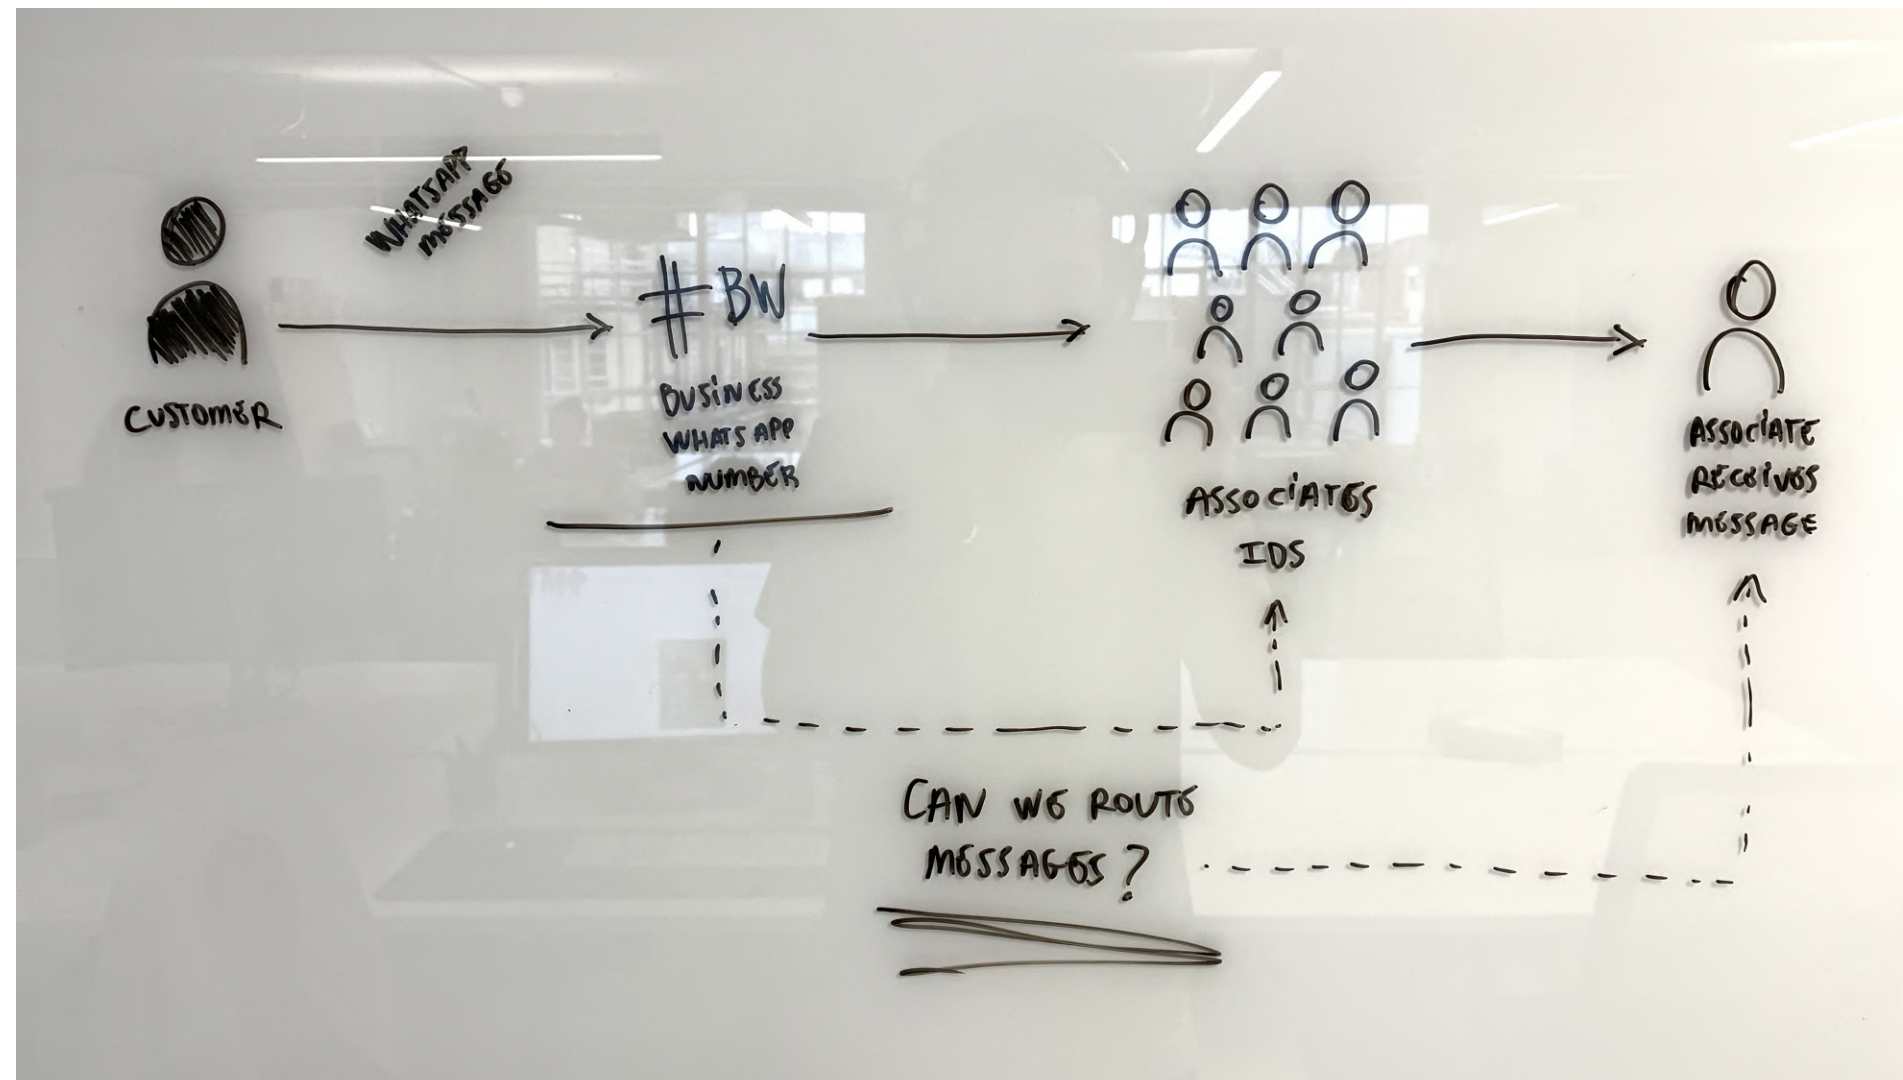 WHATSAPP
MESSAGE
CUSTOMER
#BW
BUSINESS
WHATSAPP
NUMBER
ASSOCIATES
IDS
ASSOCIATE
RECEIVES
MESSAGE
CAN WE ROUTE
MESSAGES?